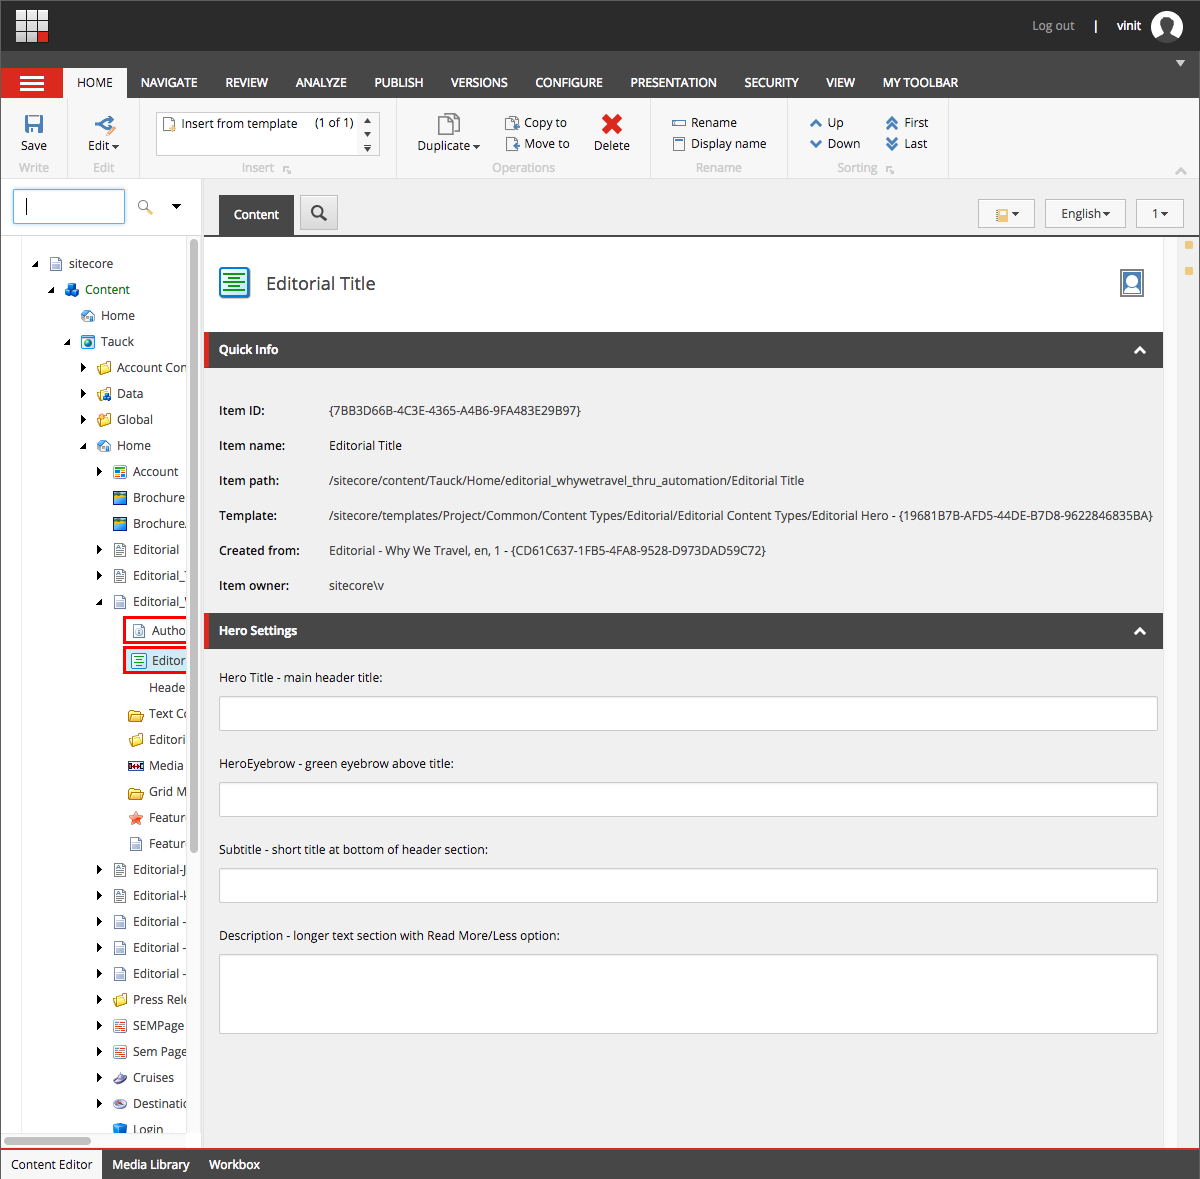 Log out | vinit
HOME NAVIGATE REVIEW ANALYZE PUBLISH VERSIONS CONFIGURE PRESENTATION SECURITY VIEW MY TOOLBAR
Save
Write
Edit
Edit
Insert from template (1 of 1)
Insert
Duplicate
Copy to
Move to
Delete
Operations
Rename
Display name
Rename
Up
Down
First
Last
Sorting
Content
English
1
sitecore
Content
Home
Tauck
Account Con
Data
Global
Home
Account
Brochure
Brochure
Editorial
Editorial_
Editorial_
Autho
Editor
Heade
Text Co
Editori
Media
Grid M
Featur
Featur
Editorial-J
Editorial-k
Editorial -
Editorial -
Editorial -
Press Rele
SEMPage
Sem Page
Cruises
Destinatio
Login
Editorial Title
Quick Info
Item ID: {7BB3D66B-4C3E-4365-A4B6-9FA483E29B97}
Item name: Editorial Title
Item path: /sitecore/content/Tauck/Home/editorial_whywetravel_thru_automation/Editorial Title
Template: /sitecore/templates/Project/Common/Content Types/Editorial/Editorial Content Types/Editorial Hero - {19681B7B-AFD5-44DE-B7D8-9622846835BA}
Created from: Editorial - Why We Travel, en, 1 - {CD61C637-1FB5-4FA8-9528-D973DAD59C72}
Item owner: sitecore\v
Hero Settings
Hero Title - main header title:
HeroEyebrow - green eyebrow above title:
Subtitle - short title at bottom of header section:
Description - longer text section with Read More/Less option:
Content Editor Media Library Workbox